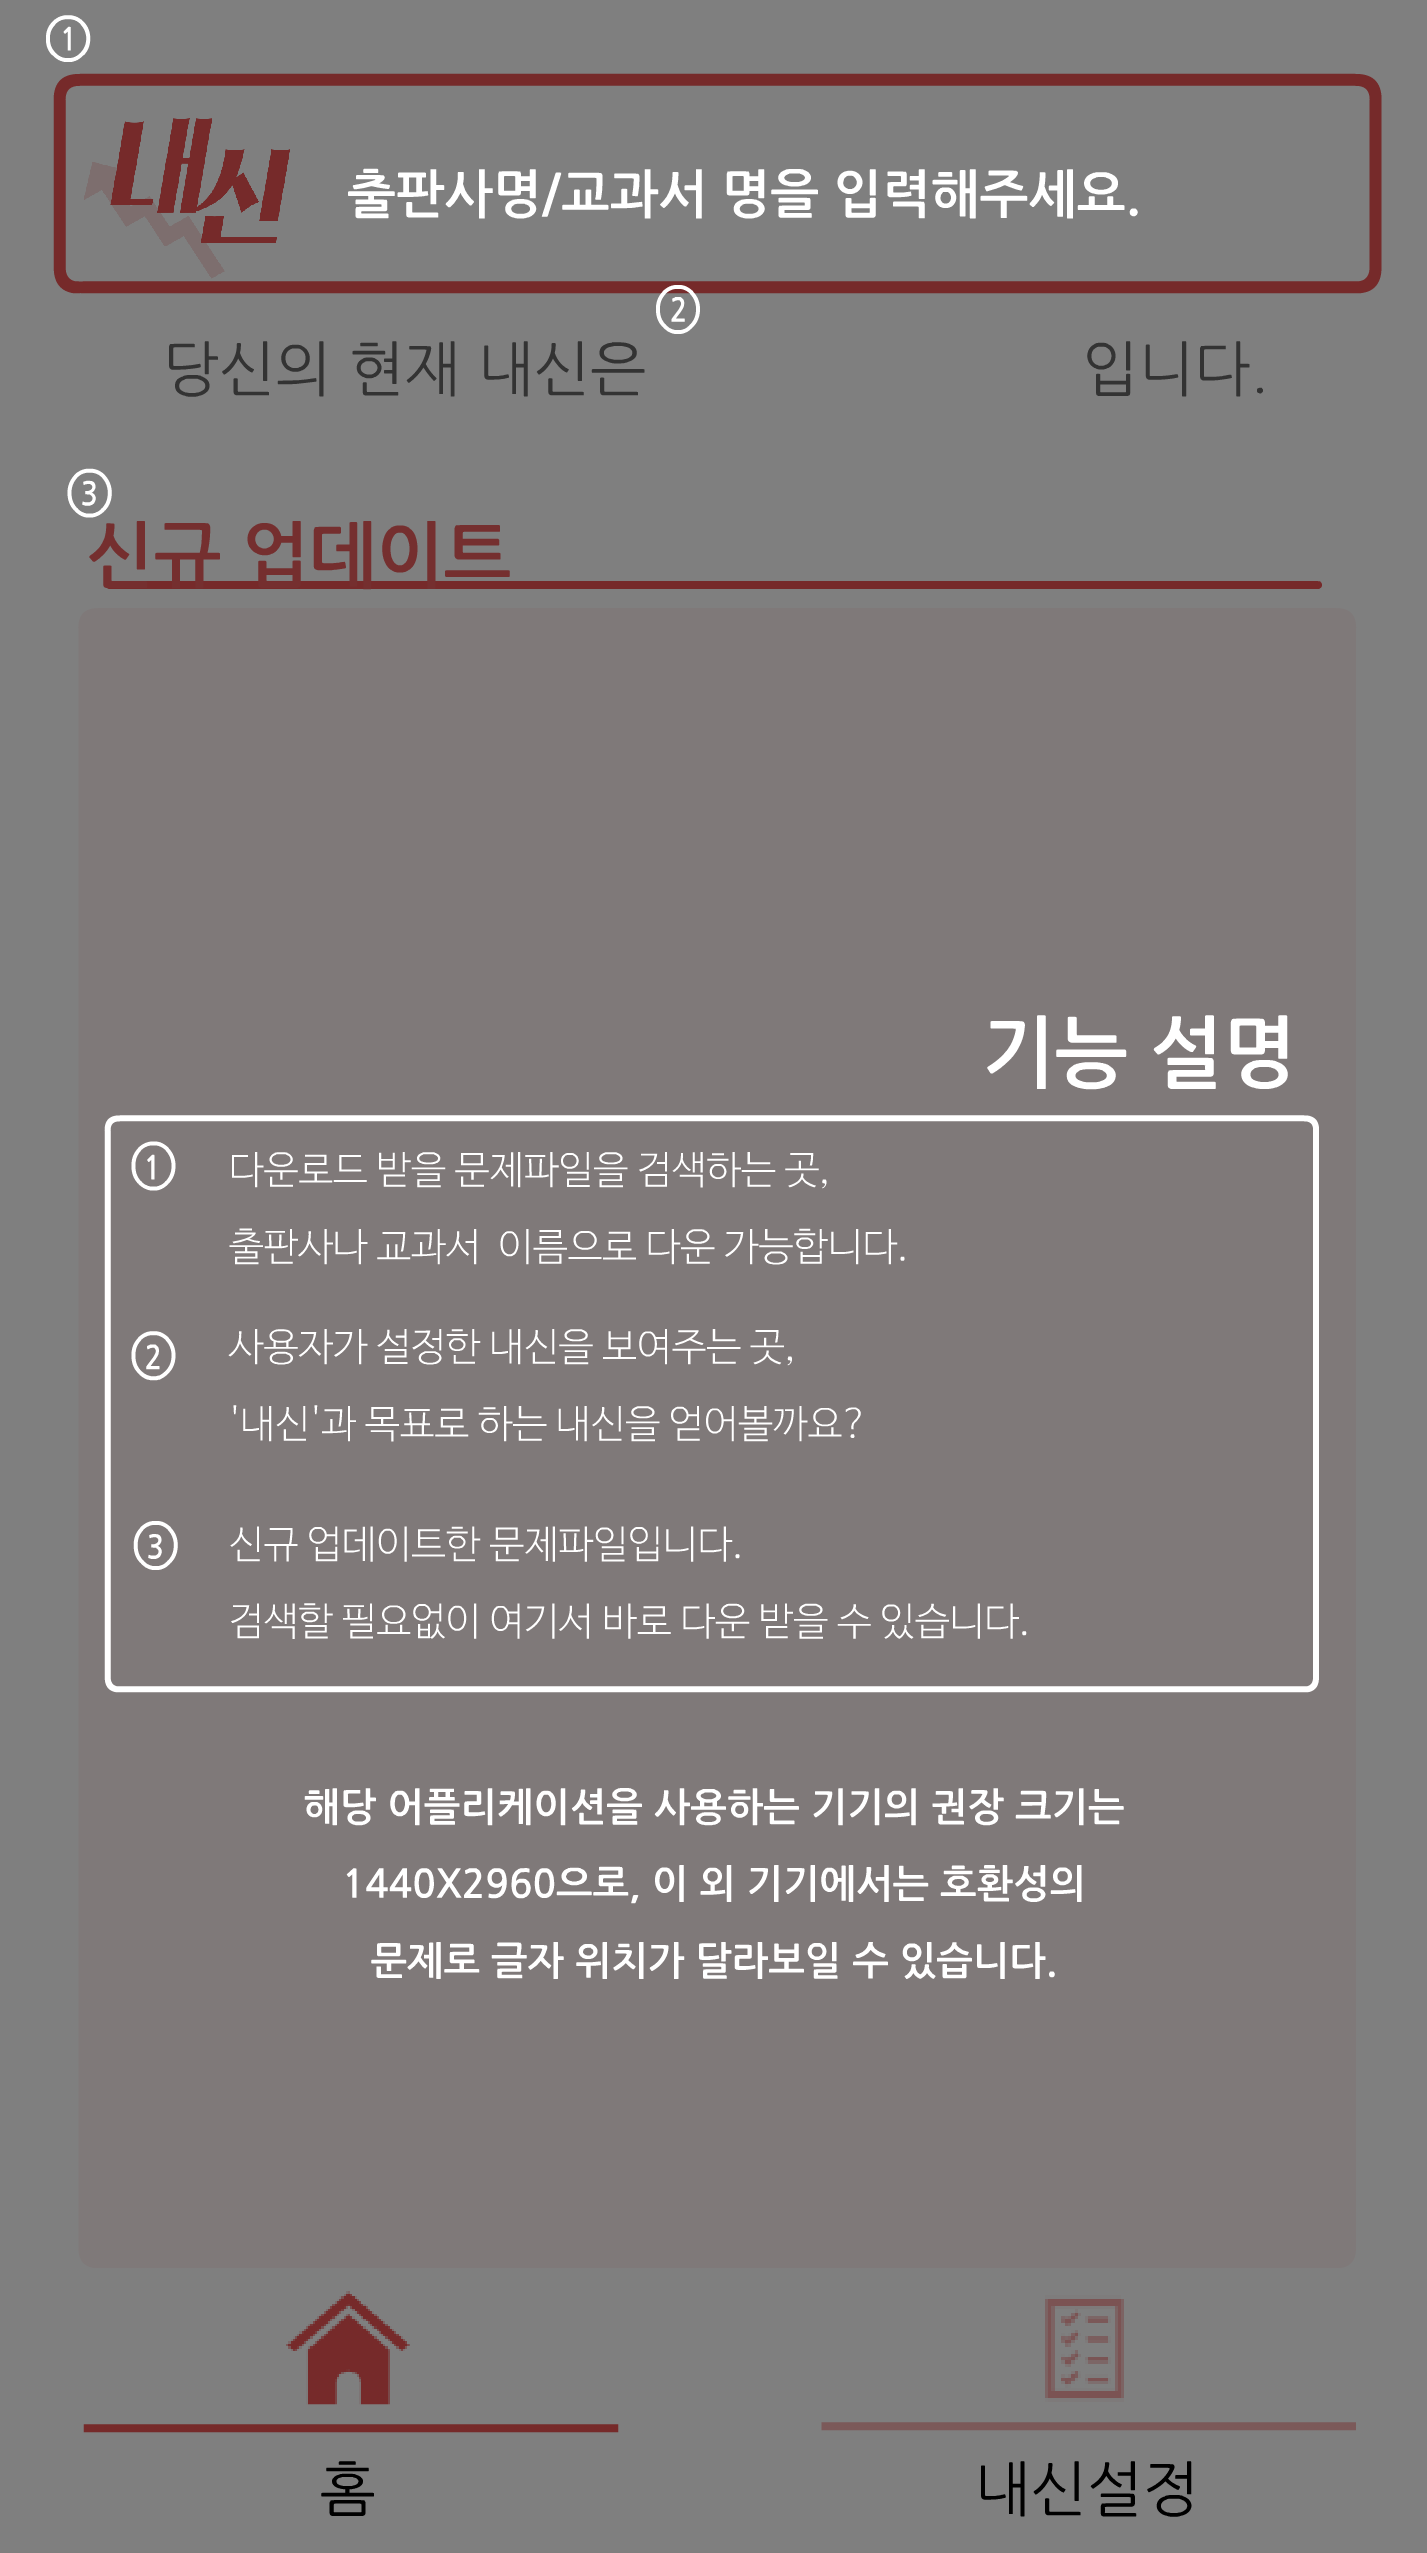 ①
내신
출판사명/교과서 명을 입력해주세요.
②
당신의 현재 내신은 입니다.
③
신규 업데이트
기능 설명
① 다운로드 받을 문제파일을 검색하는 곳,
출판사나 교과서 이름으로 다운 가능합니다.
② 사용자가 설정한 내신을 보여주는 곳,
'내신'과 목표로 하는 내신을 얻어볼까요?
③ 신규 업데이트한 문제파일입니다.
검색할 필요없이 여기서 바로 다운 받을 수 있습니다.
해당 어플리케이션을 사용하는 기기의 권장 크기는
1440X2960으로, 이 외 기기에서는 호환성의
문제로 글자 위치가 달라보일 수 있습니다.
홈
내신설정